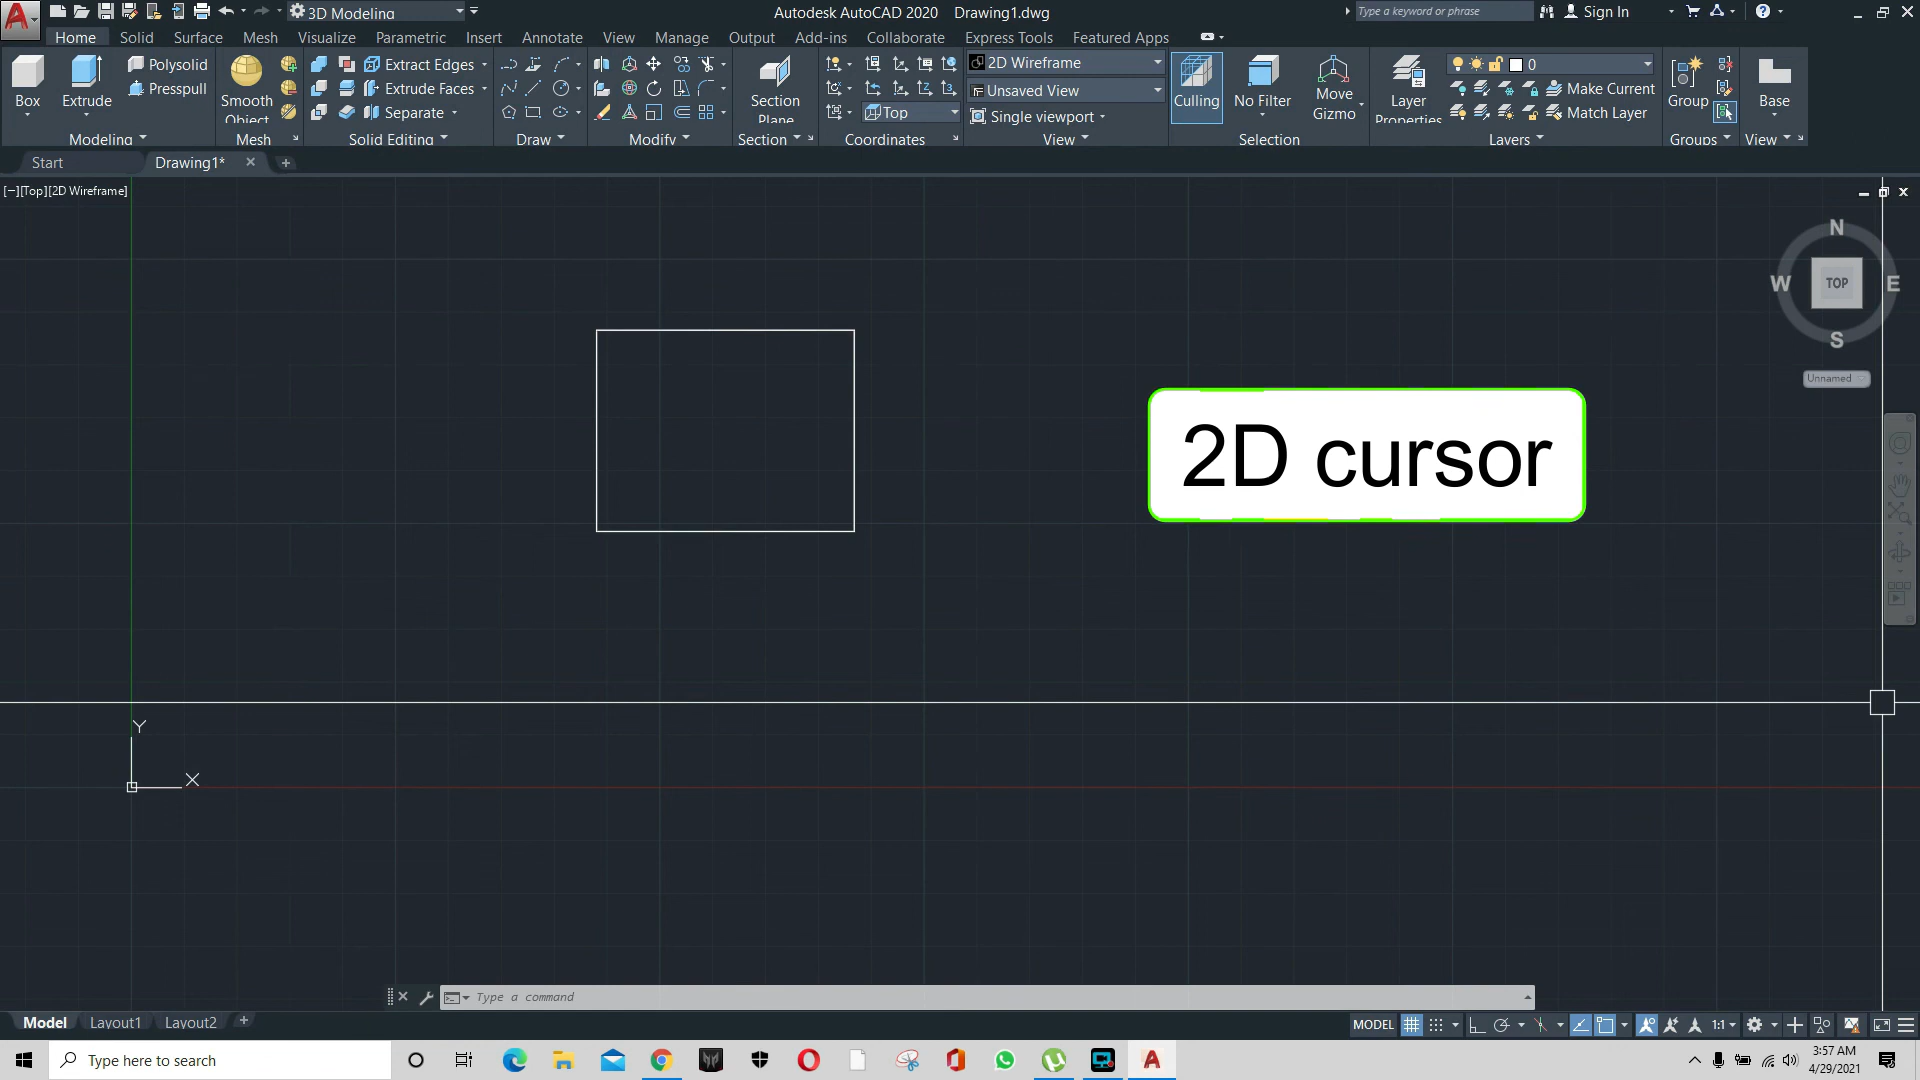 3D Modeling
Autodesk AutoCAD 2020 Drawing1.dwg
Type a keyword or phrase
Sign In
Home Solid Surface Mesh Visualize Parametric Insert Annotate View Manage Output Add-ins Collaborate Express Tools Featured Apps
Box
Extrude
Polysolid
Presspull
Modeling
Smooth
Object
Mesh
Extract Edges
Extrude Faces
Separate
Solid Editing
Draw
Modify
Section
Plane
Section
Top
Coordinates
2D Wireframe
Unsaved View
Single viewport
View
Culling
No Filter
Move
Gizmo
Selection
Layer
Properties
0
Make Current
Match Layer
Layers
Group
Groups
Base
View
Start
Drawing1*
[−][Top][2D Wireframe]
N
W
TOP
E
S
Unnamed
2D cursor
Y
X
Type a command
Model Layout1 Layout2
MODEL
1:1
Type here to search
3:57 AM
4/29/2021